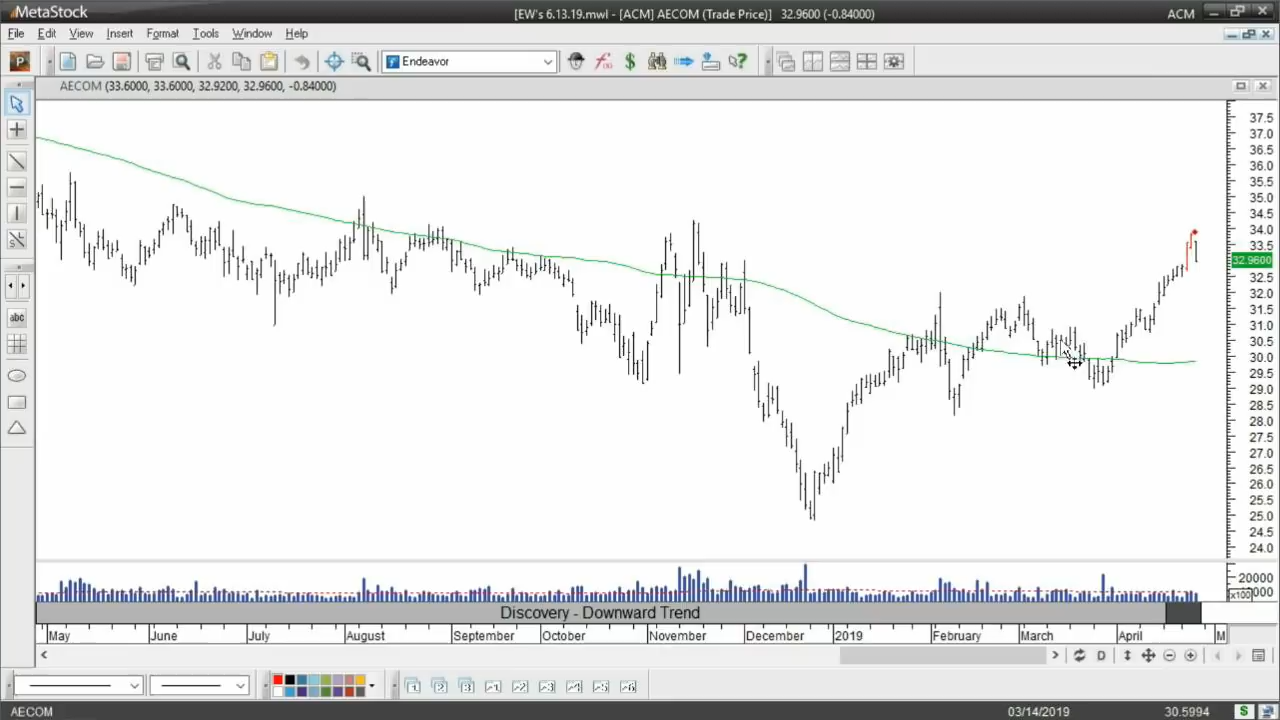 MetaStock
[EW's 6.13.19.mwl - [ACM] AECOM (Trade Price)] 32.9600 (-0.84000)
ACM
File Edit View Insert Format Tools Window Help
P
Endeavor
AECOM (33.6000, 33.6000, 32.9200, 32.9600, -0.84000)
37.5
37.0
36.5
36.0
35.5
35.0
34.5
34.0
33.5
32.9600
32.5
32.0
31.5
31.0
30.5
30.0
29.5
29.0
28.5
28.0
27.5
27.0
26.5
26.0
25.5
25.0
24.5
24.0
abc
20000
10000
x100
Discovery - Downward Trend
May June July August September October November December 2019 February March April M
D
AECOM
03/14/2019 30.5994